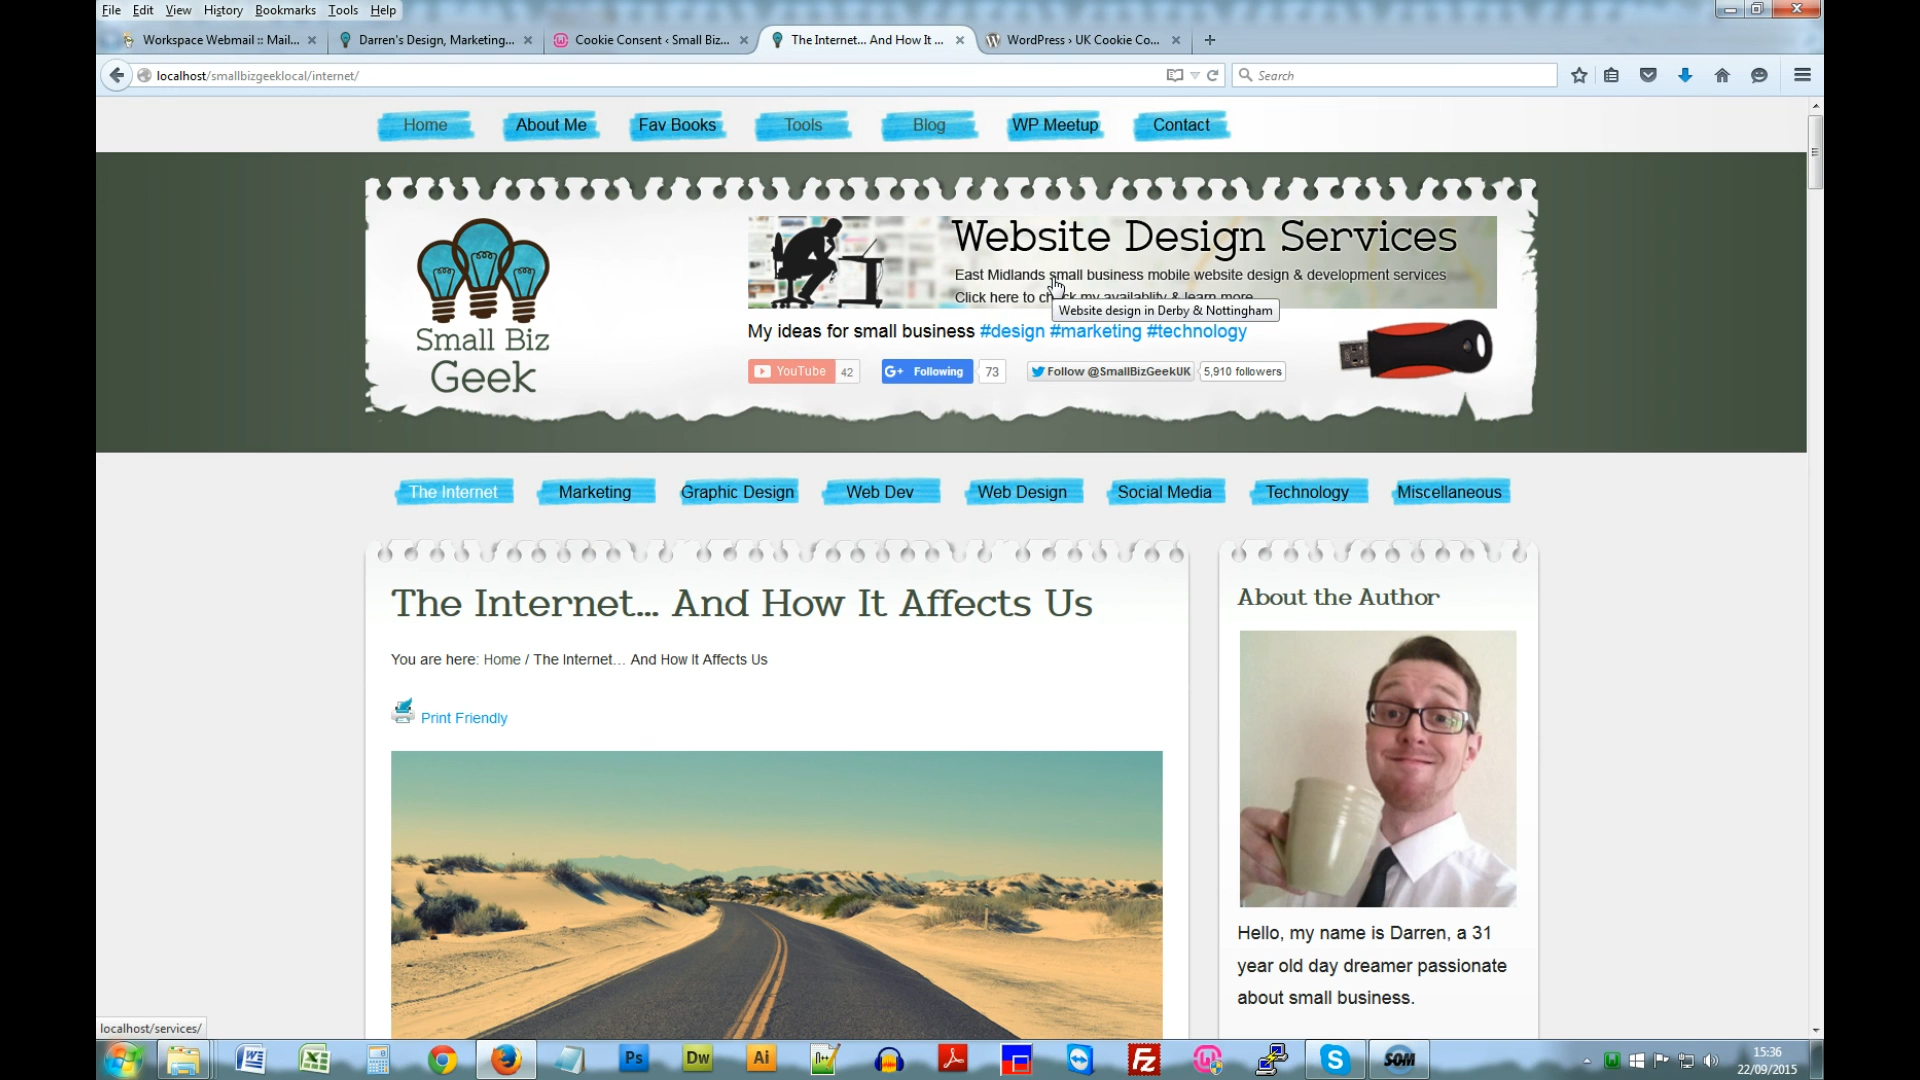 File Edit View History Bookmarks Tools Help
Workspace Webmail :: Mail... Darren's Design, Marketing... Cookie Consent ‹ Small Biz... The Internet... And How It ... WordPress › UK Cookie Co...
localhost/smallbizgeeklocal/internet/
Search
Home About Me Fav Books Tools Blog WP Meetup Contact
Small Biz
Geek
Website Design Services
East Midlands small business mobile website design & development services
Click here to check my availablity & learn more
Website design in Derby & Nottingham
My ideas for small business #design #marketing #technology
YouTube 42 G+ Following 73 Follow @SmallBizGeekUK 5,910 followers
The Internet Marketing Graphic Design Web Dev Web Design Social Media Technology Miscellaneous
The Internet... And How It Affects Us
You are here: Home / The Internet... And How It Affects Us
Print Friendly
About the Author
Hello, my name is Darren, a 31
year old day dreamer passionate
about small business.
localhost/services/
Ps Dw Ai n++ Fz SOM
15:36
22/09/2015